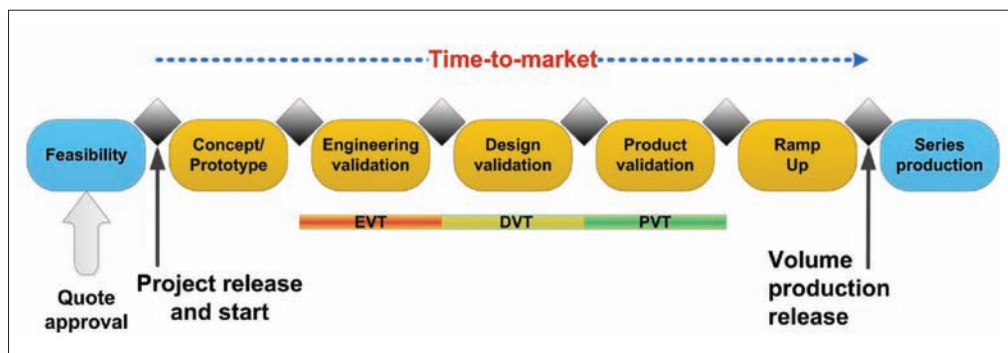 Time-to-market
Feasibility
Concept/
Prototype
Engineering
validation
Design
validation
Product
validation
Ramp
Up
Series
production
EVT
DVT
PVT
Quote
approval
Project release
and start
Volume
production
release